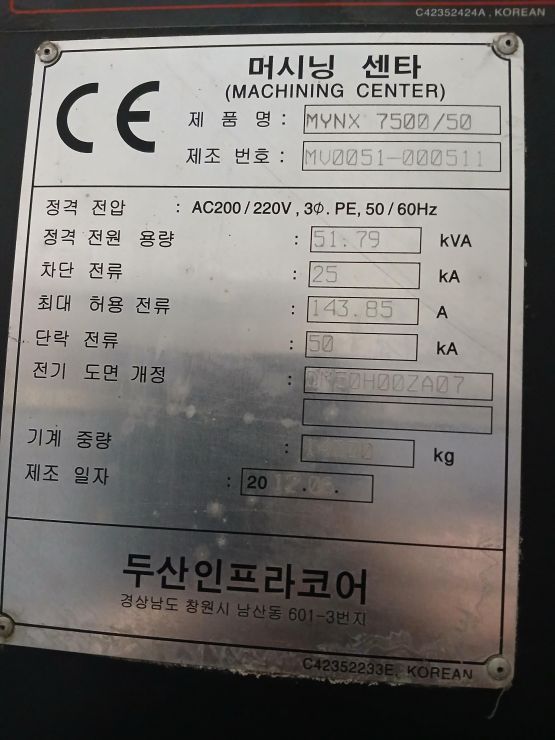 C42352424A, KOREAN
CE
머시닝 센타
(MACHINING CENTER)
제 품 명 : MYNX 7500/50
제조 번호 : MV0051-000511
정격 전압 : AC200/220V, 3Φ. PE, 50/60Hz
정격 전원 용량 : 51.79 kVA
차단 전류 : 25 kA
최대 허용 전류 : 143.85 A
단락 전류 : 50 kA
전기 도면 개정 :
기계 중량 : kg
제조 일자 : 20
두산인프라코어
경상남도 창원시 남산동 601-3번지
C42352233E, KOREAN